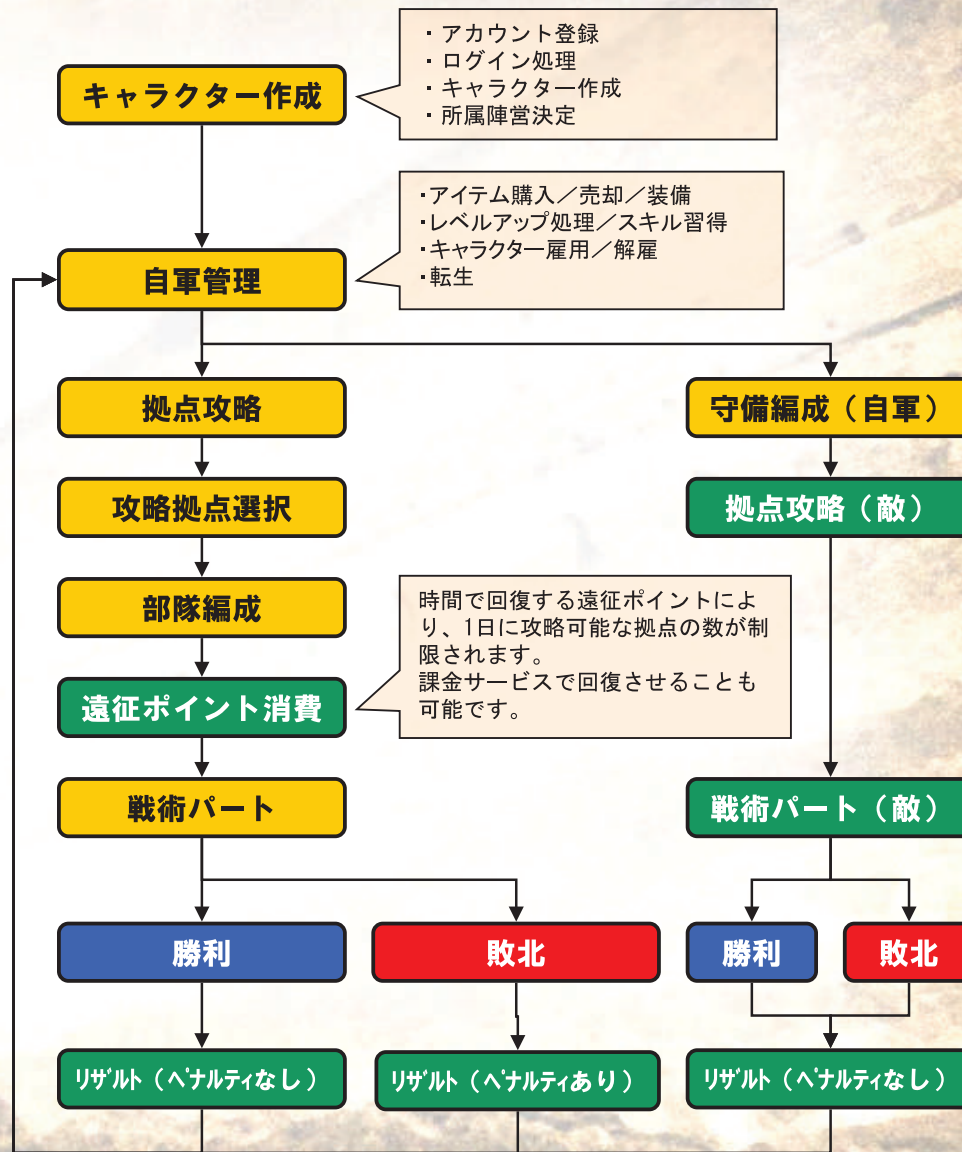 キャラクター作成
・アカウント登録
・ログイン処理
・キャラクター作成
・所属陣営決定
自軍管理
・アイテム購入／売却／装備
・レベルアップ処理／スキル習得
・キャラクター雇用／解雇
・転生
拠点攻略
守備編成（自軍）
攻略拠点選択
拠点攻略（敵）
部隊編成
時間で回復する遠征ポイントによ
り、1日に攻略可能な拠点の数が制
限されます。
課金サービスで回復させることも
可能です。
遠征ポイント消費
戦術パート
戦術パート（敵）
勝利
敗北
勝利
敗北
リザルト（ペナルティなし）
リザルト（ペナルティあり）
リザルト（ペナルティなし）